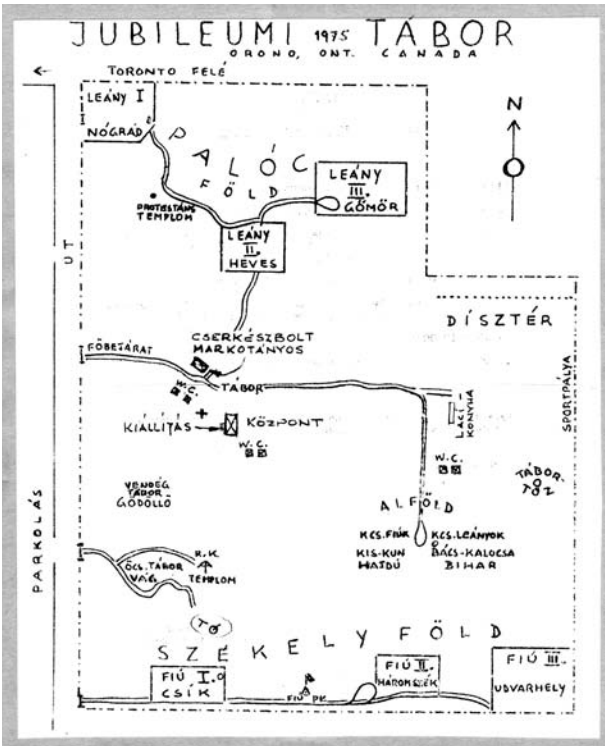 JUBILEUMI 1975 TÁBOR
ORONO, ONT. CANADA
TORONTO FELÉ
LEÁNY I
NÓGRÁD
PALÓC
FÖLD
LEÁNY
III.
GÖMÖR
N
PROTESTÁNS
TEMPLOM
LEÁNY
II.
HEVES
UT
DÍSZTÉR
CSERKÉSZBOLT
MARKOTÁNYOS
FŐBEJÁRAT
W.C.
TÁBOR
SPORTPÁLYA
LACI-
KONYHA
KIÁLLÍTÁS
KÖZPONT
W.C.
W.C.
TÁBOR-
TŰZ
VENDÉG
TÁBOR
GÖDÖLLŐ
ALFÖLD
PARKOLÁS
KCS.FIÚK
KIS-KUN
HAJDÚ
KCS.LEÁNYOK
BÁCS-KALOCSA
BIHAR
R.K.
TEMPLOM
ÖCS.TÁBOR
VÁG
TÓ
SZÉKELYFÖLD
FIÚ I.
CSÍK
FIÚ PK.
FIÚ II.
HÁROMSZÉK
FIÚ III.
UDVARHELY